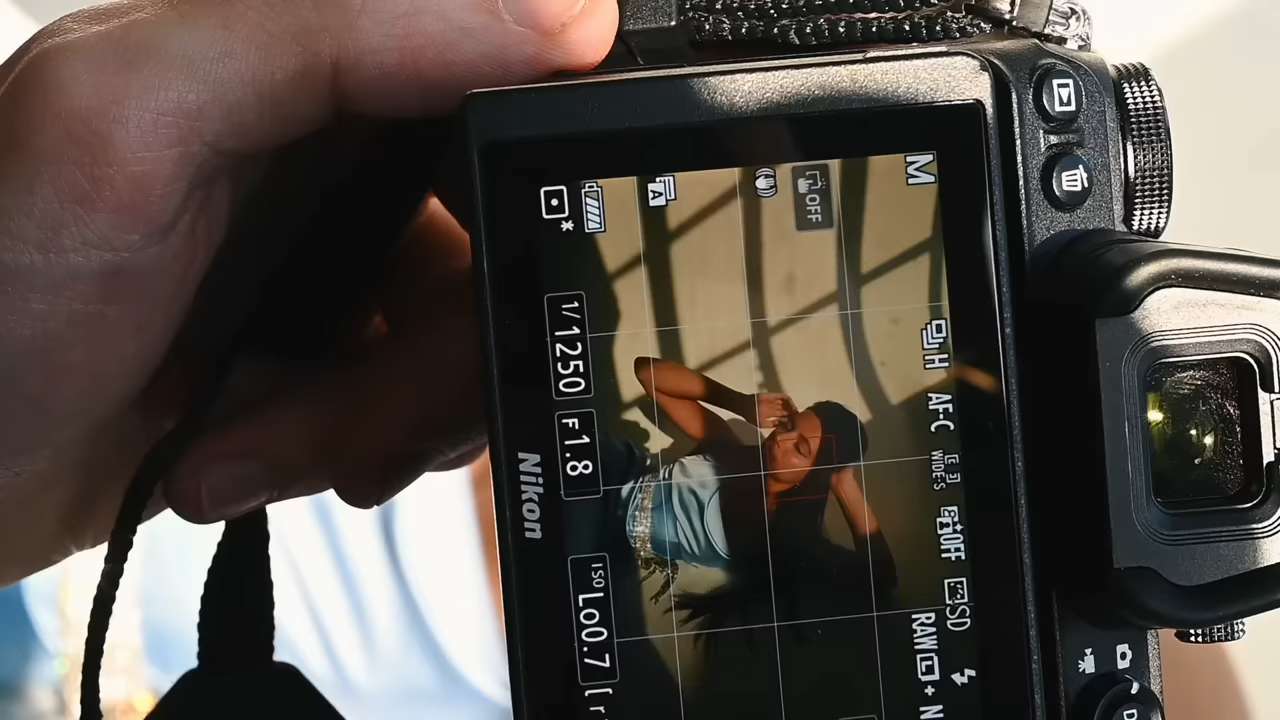 M
OFF
A
*
H
AF-C
WIDE-S
OFF
SD
RAW L + N
1/1250 F1.8 ISO Lo0.7 [ r
Nikon